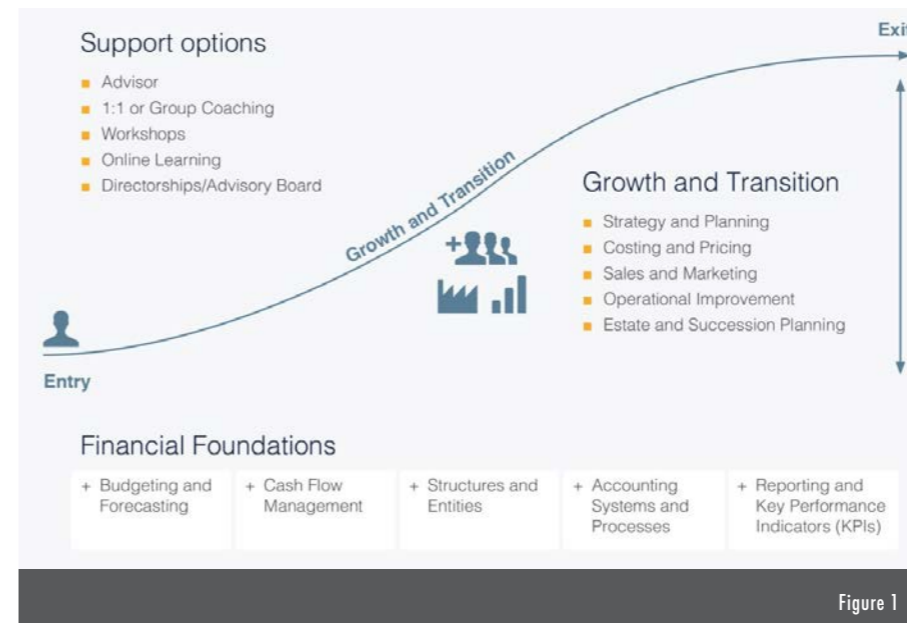 Support options
Advisor
1:1 or Group Coaching
Workshops
Online Learning
Directorships/Advisory Board
Exit
Growth and Transition
Growth and Transition
Strategy and Planning
Costing and Pricing
Sales and Marketing
Operational Improvement
Estate and Succession Planning
Entry
Financial Foundations
+ Budgeting and
Forecasting
+ Cash Flow
Management
+ Structures and
Entities
+ Accounting
Systems and
Processes
+ Reporting and
Key Performance
Indicators (KPIs)
Figure 1